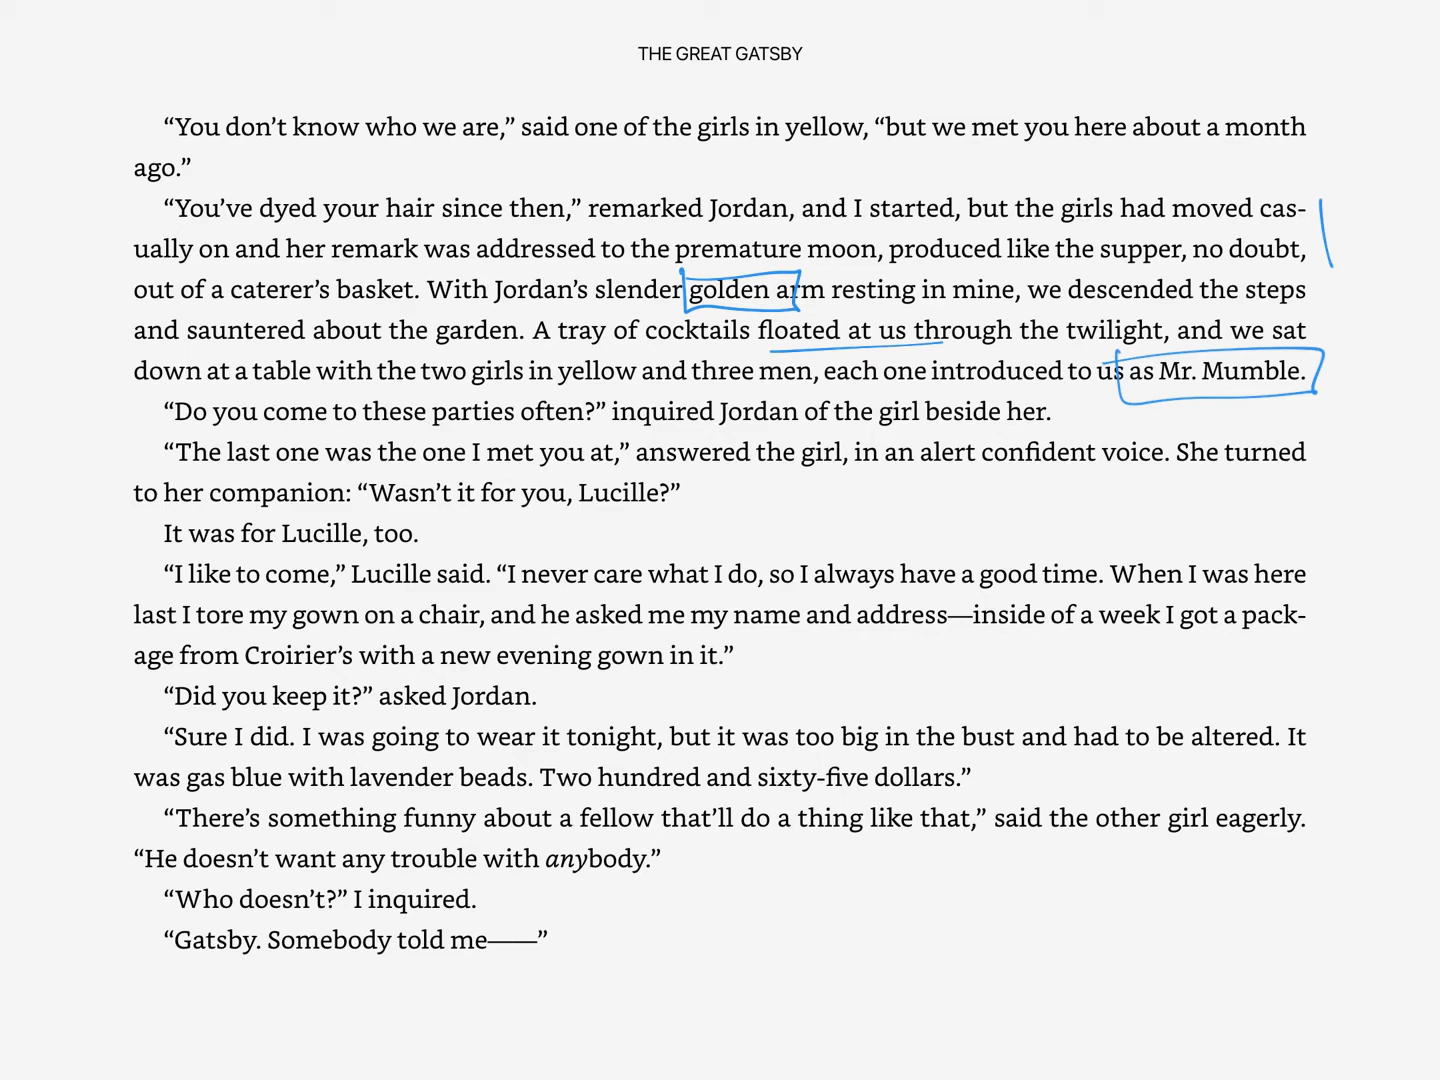 THE GREAT GATSBY
“You don’t know who we are,” said one of the girls in yellow, “but we met you here about a month
ago.”
“You’ve dyed your hair since then,” remarked Jordan, and I started, but the girls had moved cas-
ually on and her remark was addressed to the premature moon, produced like the supper, no doubt,
out of a caterer’s basket. With Jordan’s slender golden arm resting in mine, we descended the steps
and sauntered about the garden. A tray of cocktails floated at us through the twilight, and we sat
down at a table with the two girls in yellow and three men, each one introduced to us as Mr. Mumble.
“Do you come to these parties often?” inquired Jordan of the girl beside her.
“The last one was the one I met you at,” answered the girl, in an alert confident voice. She turned
to her companion: “Wasn’t it for you, Lucille?”
It was for Lucille, too.
“I like to come,” Lucille said. “I never care what I do, so I always have a good time. When I was here
last I tore my gown on a chair, and he asked me my name and address—inside of a week I got a pack-
age from Croirier’s with a new evening gown in it.”
“Did you keep it?” asked Jordan.
“Sure I did. I was going to wear it tonight, but it was too big in the bust and had to be altered. It
was gas blue with lavender beads. Two hundred and sixty-five dollars.”
“There’s something funny about a fellow that’ll do a thing like that,” said the other girl eagerly.
“He doesn’t want any trouble with anybody.”
“Who doesn’t?” I inquired.
“Gatsby. Somebody told me——”